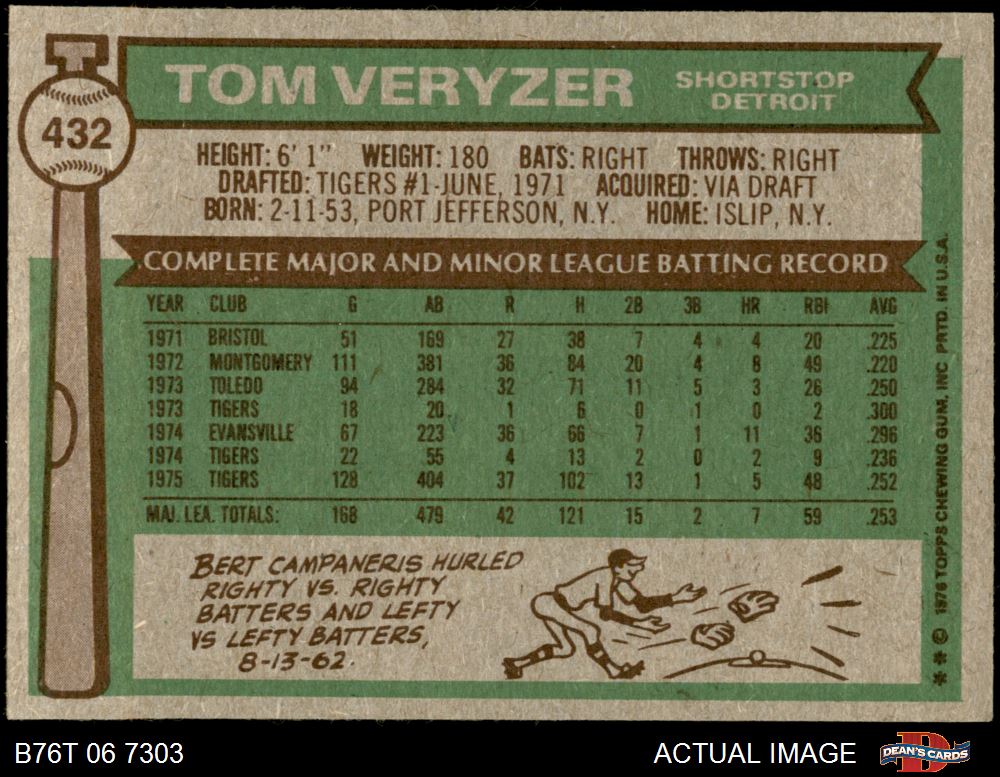 432
TOM VERYZER
SHORTSTOP
DETROIT
HEIGHT: 6' 1" WEIGHT: 180 BATS: RIGHT THROWS: RIGHT
DRAFTED: TIGERS #1-JUNE, 1971 ACQUIRED: VIA DRAFT
BORN: 2-11-53, PORT JEFFERSON, N.Y. HOME: ISLIP, N.Y.
COMPLETE MAJOR AND MINOR LEAGUE BATTING RECORD
YEAR CLUB G AB R H 2B 3B HR RBI AVG
1971 BRISTOL 51 169 27 38 7 4 4 20 .225
1972 MONTGOMERY 111 381 36 84 20 4 8 49 .220
1973 TOLEDO 94 284 32 71 11 5 3 26 .250
1973 TIGERS 18 20 1 6 0 1 0 2 .300
1974 EVANSVILLE 67 223 36 66 7 1 11 36 .296
1974 TIGERS 22 55 4 13 2 0 2 9 .236
1975 TIGERS 128 404 37 102 13 1 5 48 .252
MAJ. LEA. TOTALS: 168 479 42 121 15 2 7 59 .253
BERT CAMPANERIS HURLED
RIGHTY VS. RIGHTY
BATTERS AND LEFTY
VS LEFTY BATTERS,
8-13-62.
** © 1976 TOPPS CHEWING GUM, INC PRTD. IN U.S.A.
B76T 06 7303
ACTUAL IMAGE
D
DEAN'S CARDS